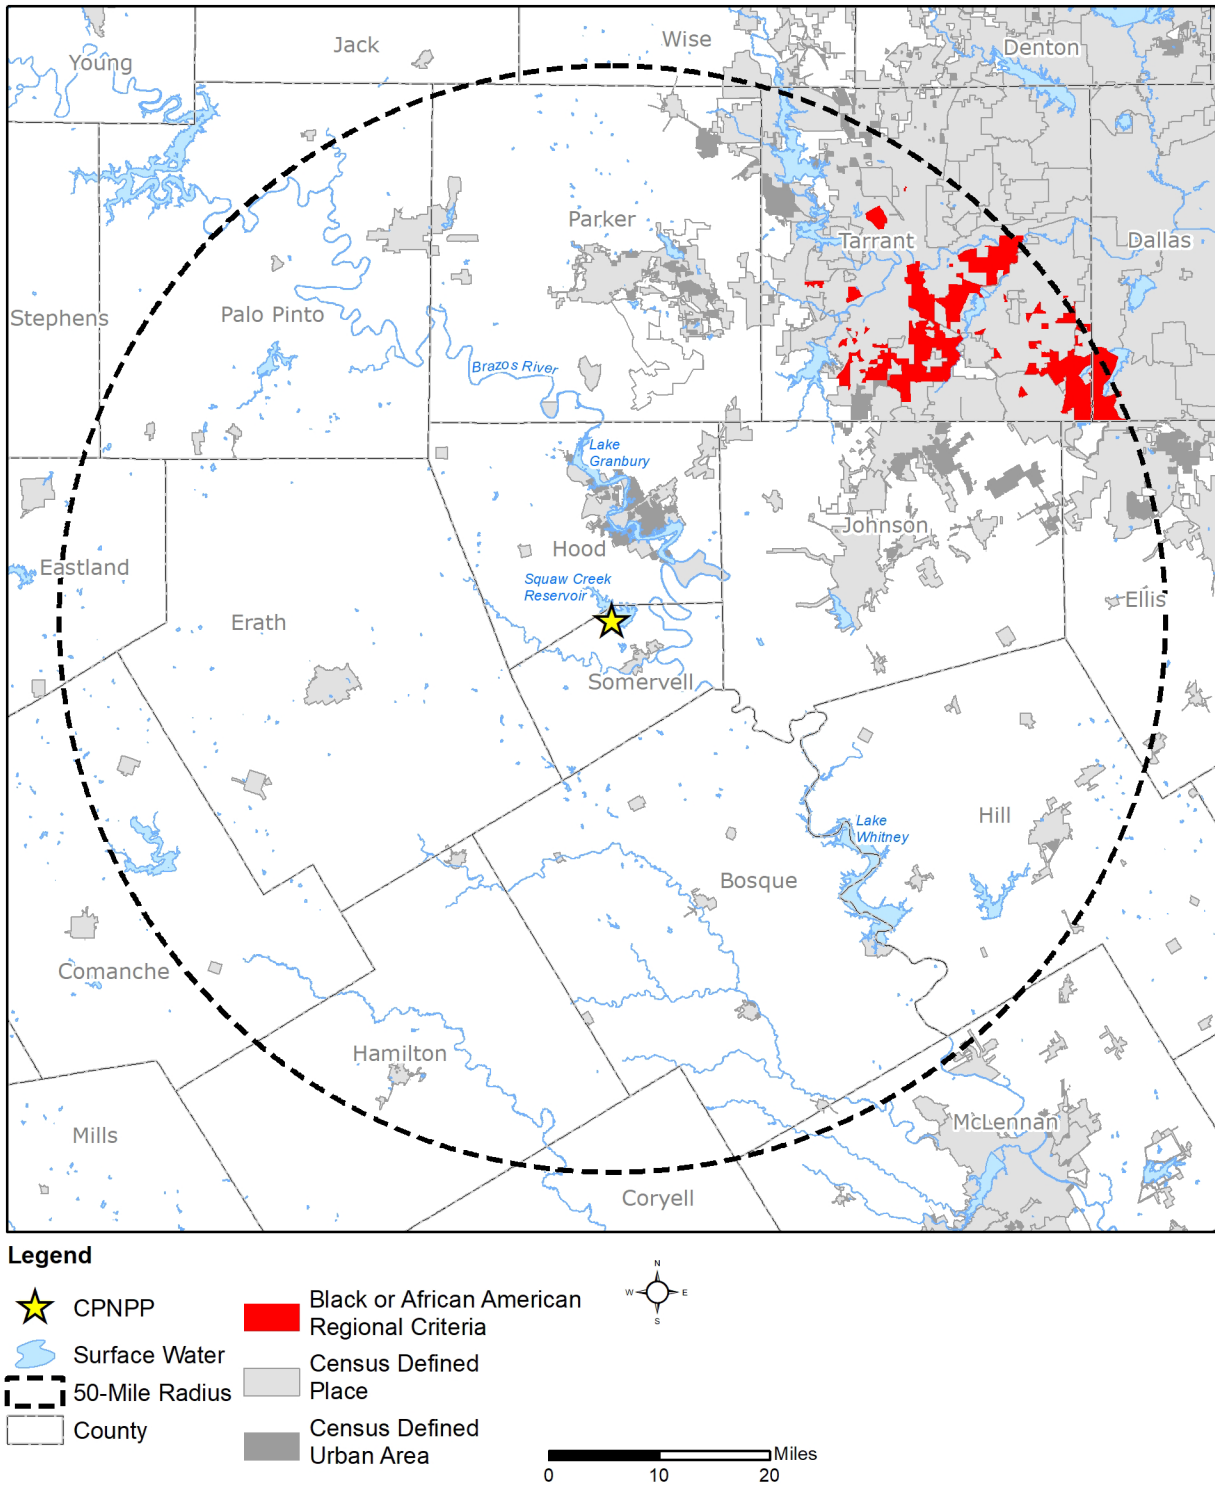 Young
Jack
Wise
Denton
Parker
Tarrant
Dallas
Stephens
Palo Pinto
Brazos River
Lake
Granbury
Hood
Johnson
Eastland
Squaw Creek
Reservoir
Erath
Ellis
Somervell
Lake
Whitney
Hill
Bosque
Comanche
Hamilton
Mills
McLennan
Coryell
Legend
CPNPP
Surface Water
50-Mile Radius
County
Black or African American
Regional Criteria
Census Defined
Place
Census Defined
Urban Area
N
W
E
S
Miles
0
10
20